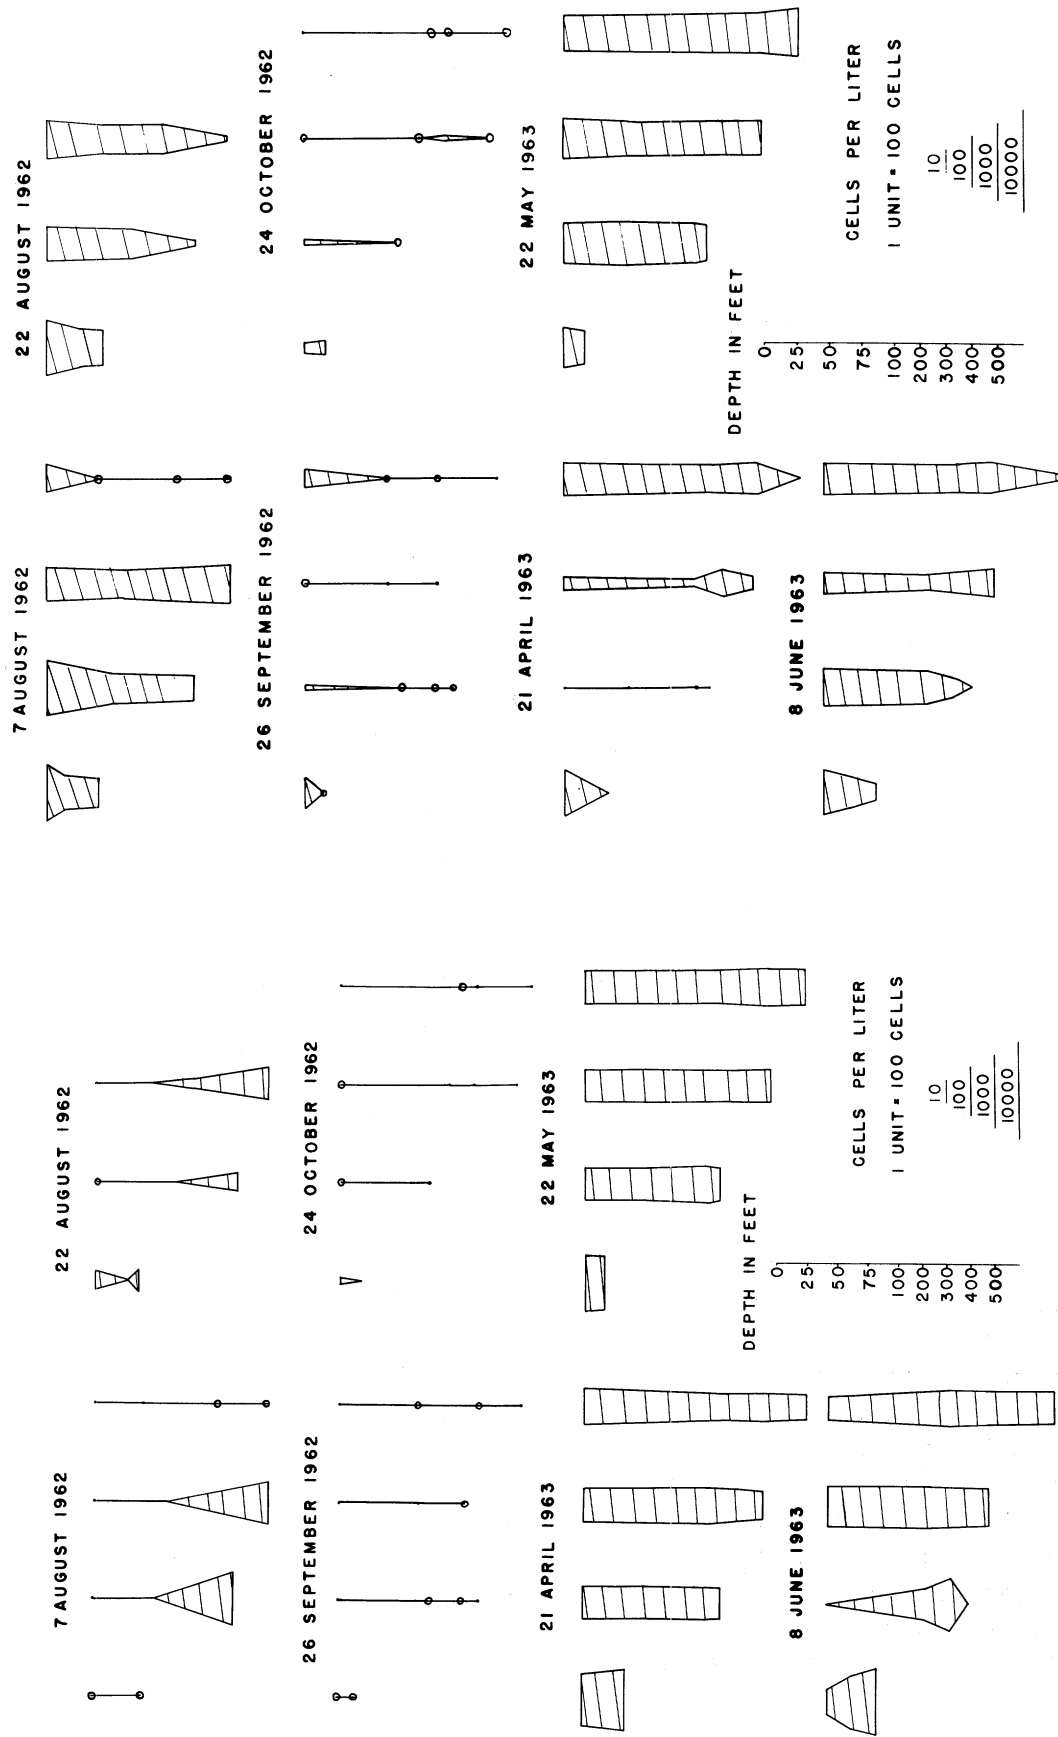 22 AUGUST 1962
24 OCTOBER 1962
22 MAY 1963
CELLS PER LITER
1 UNIT = 100 CELLS
10
100
1000
10000
7 AUGUST 1962
26 SEPTEMBER 1962
21 APRIL 1963
8 JUNE 1963
DEPTH IN FEET
0
25
50
75
100
200
300
400
500
22 AUGUST 1962
24 OCTOBER 1962
22 MAY 1963
CELLS PER LITER
1 UNIT = 100 CELLS
10
100
1000
10000
7 AUGUST 1962
26 SEPTEMBER 1962
21 APRIL 1963
8 JUNE 1963
DEPTH IN FEET
0
25
50
75
100
200
300
400
500